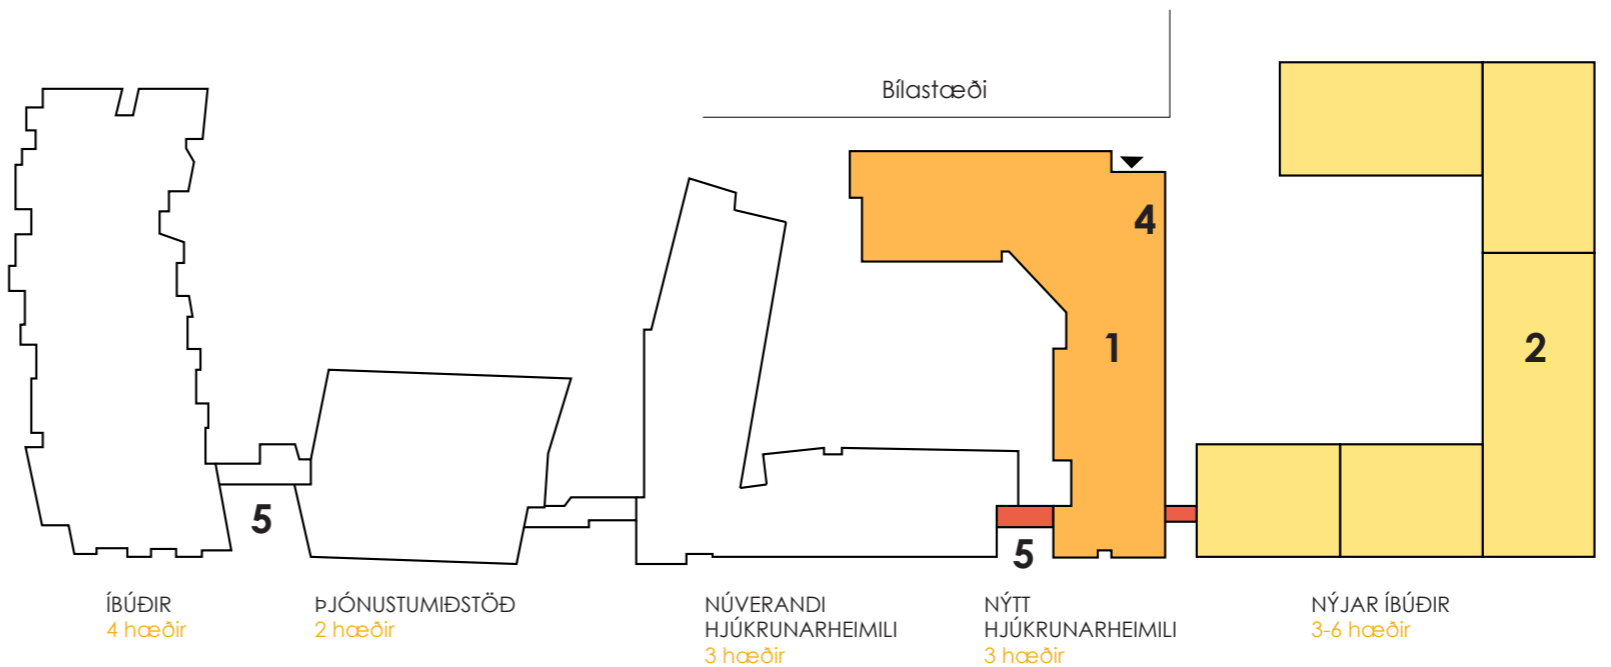 Bílastæði
4
1
2
5
5
ÍBÚÐIR
4 hæðir
ÞJÓNUSTUMIÐSTÖÐ
2 hæðir
NÚVERANDI
HJÚKRUNARHEIMILI
3 hæðir
NÝTT
HJÚKRUNARHEIMILI
3 hæðir
NÝJAR ÍBÚÐIR
3-6 hæðir